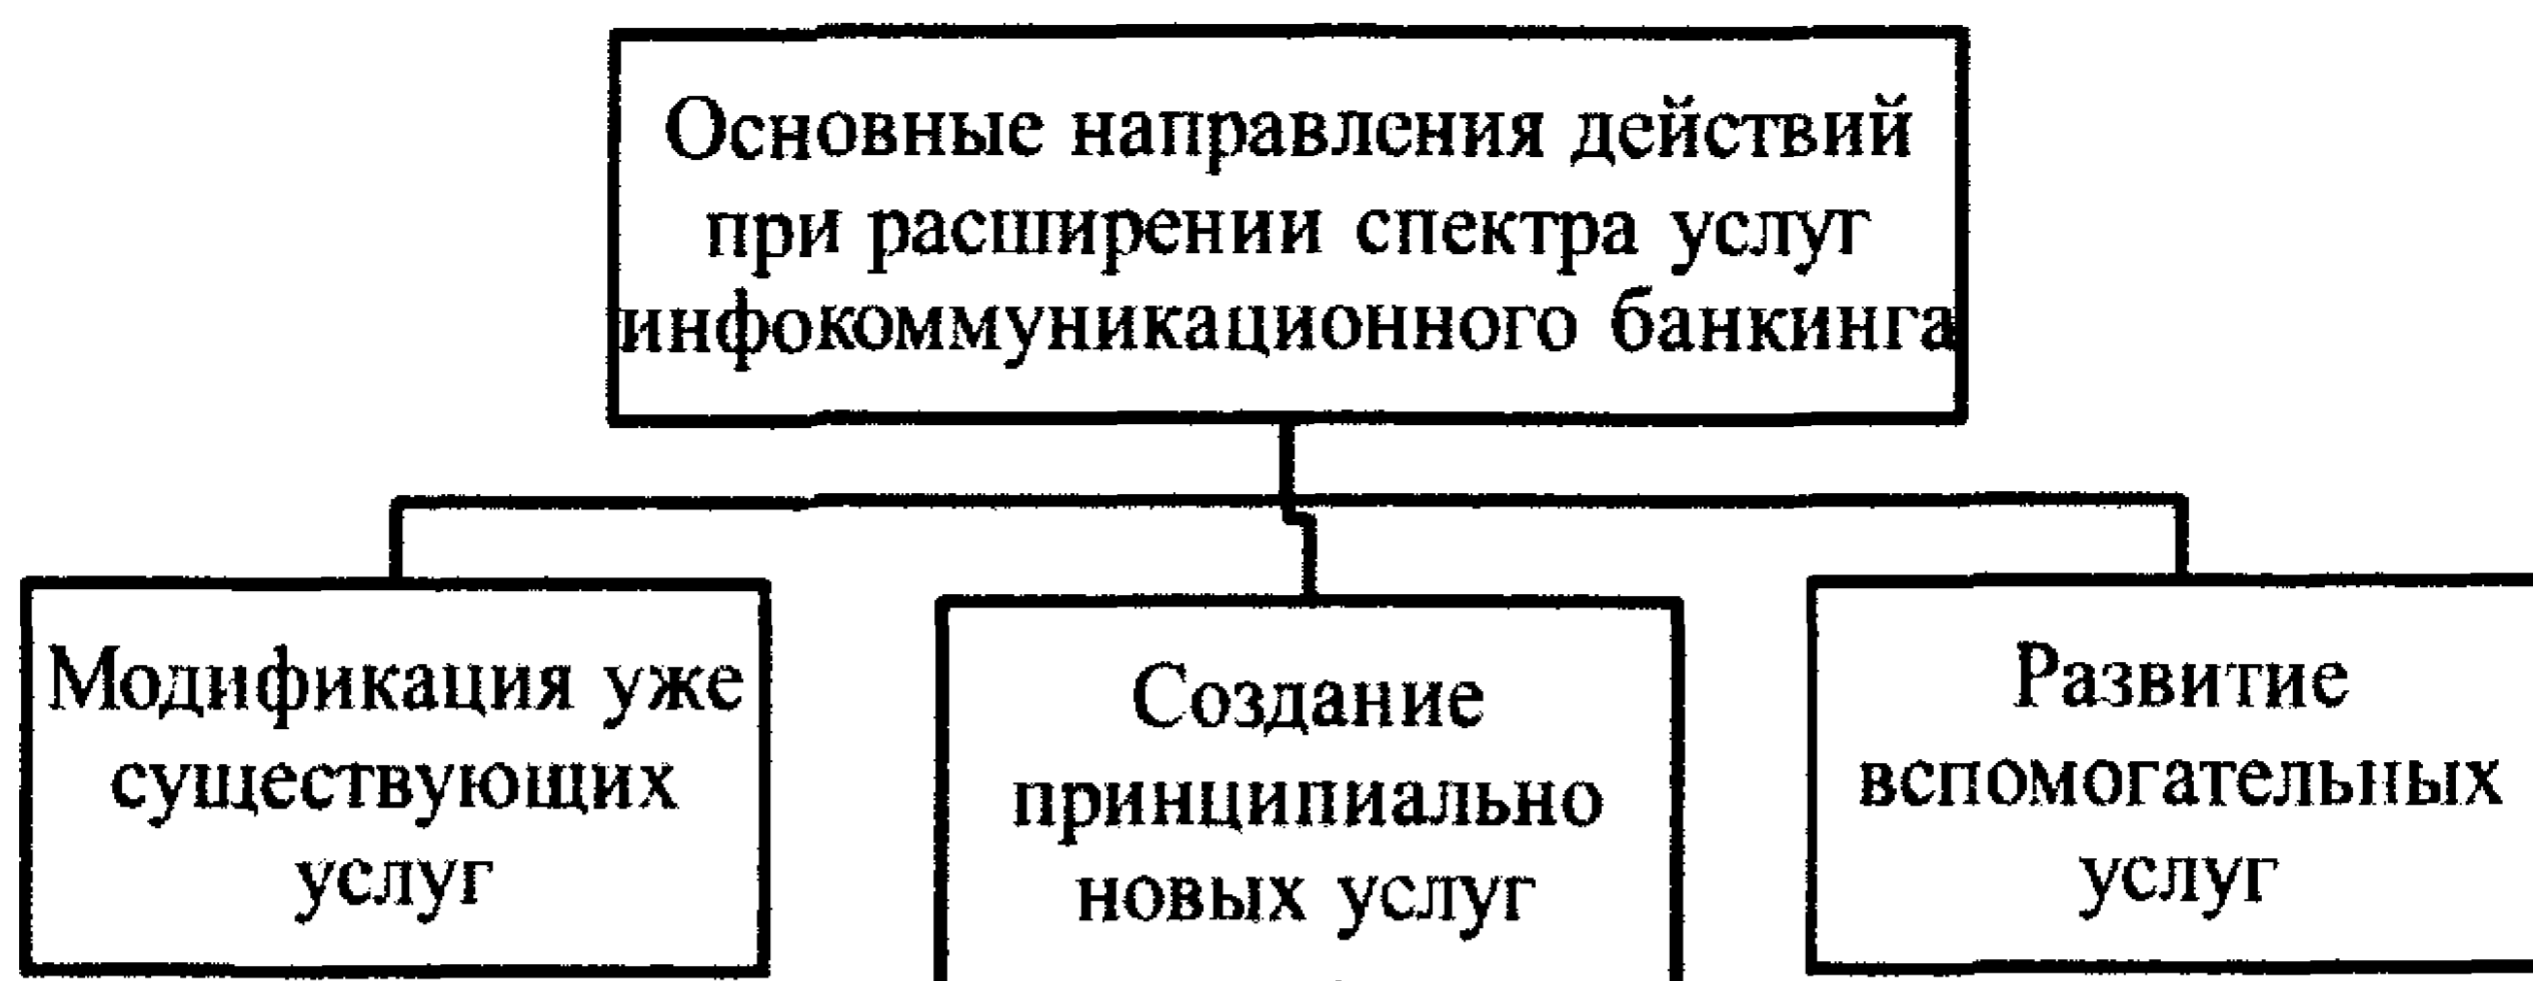 Основные направления действий
при расширении спектра услуг
инфокоммуникационного банкинга
Модификация уже
существующих
услуг
Создание
принципиально
новых услуг
Развитие
вспомогательных
услуг